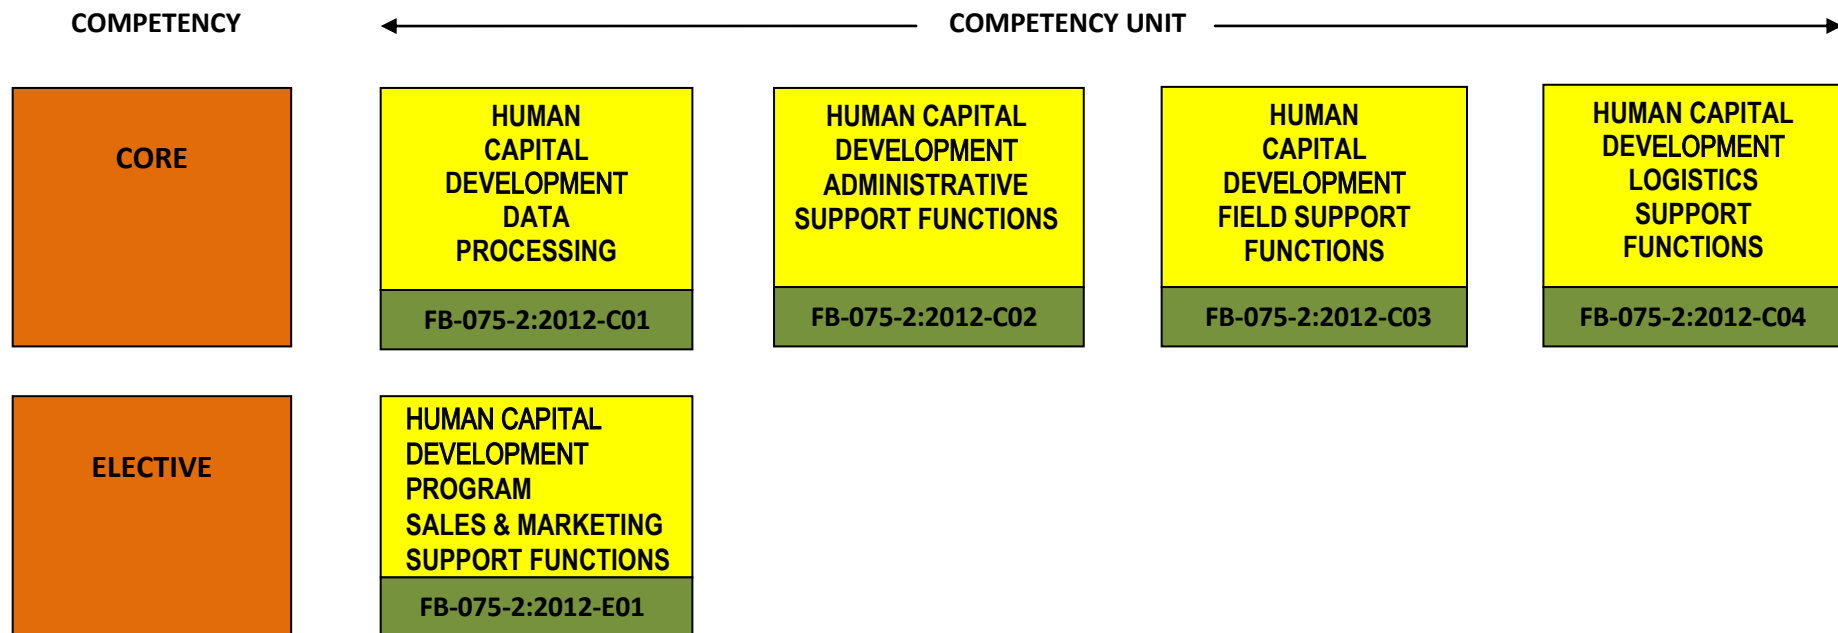 COMPETENCY
COMPETENCY UNIT
CORE
HUMAN
CAPITAL
DEVELOPMENT
DATA
PROCESSING
FB-075-2:2012-C01
HUMAN CAPITAL
DEVELOPMENT
ADMINISTRATIVE
SUPPORT FUNCTIONS
FB-075-2:2012-C02
HUMAN
CAPITAL
DEVELOPMENT
FIELD SUPPORT
FUNCTIONS
FB-075-2:2012-C03
HUMAN CAPITAL
DEVELOPMENT
LOGISTICS
SUPPORT
FUNCTIONS
FB-075-2:2012-C04
ELECTIVE
HUMAN CAPITAL
DEVELOPMENT
PROGRAM
SALES & MARKETING
SUPPORT FUNCTIONS
FB-075-2:2012-E01